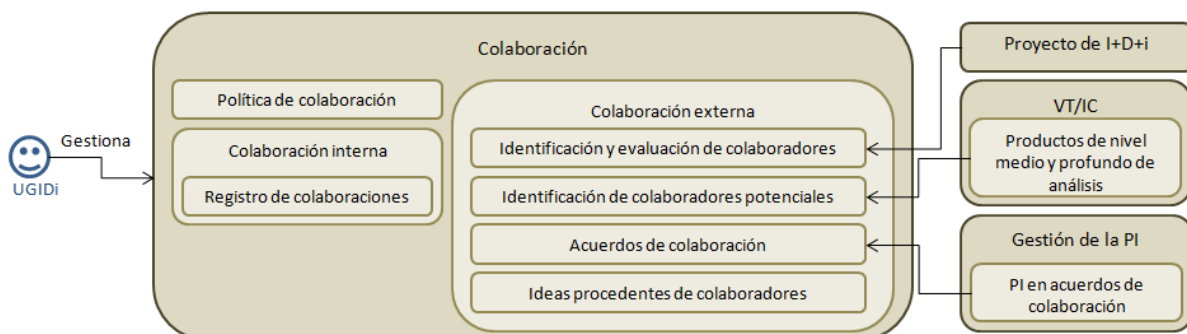 Colaboración
Política de colaboración
Colaboración interna
Registro de colaboraciones
Gestiona
UGIDi
Colaboración externa
Identificación y evaluación de colaboradores
Identificación de colaboradores potenciales
Acuerdos de colaboración
Ideas procedentes de colaboradores
Proyecto de I+D+i
VT/IC
Productos de nivel
medio y profundo de
análisis
Gestión de la PI
PI en acuerdos de
colaboración